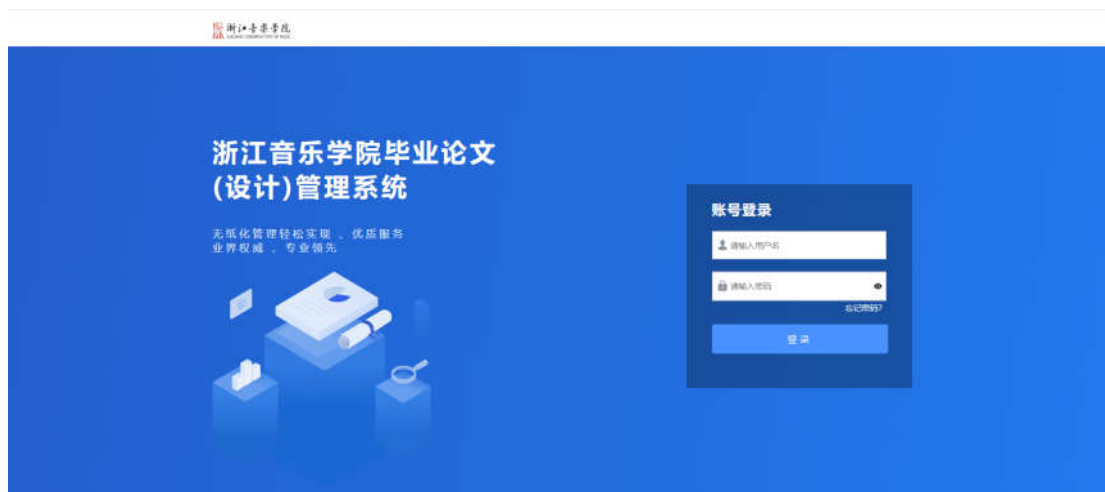 浙江音乐学院
浙江音乐学院毕业论文
(设计)管理系统
无纸化管理轻松实现 、优质服务
业界权威 、专业领先
账号登录
请输入用户名
请输入密码
忘记密码?
登 录